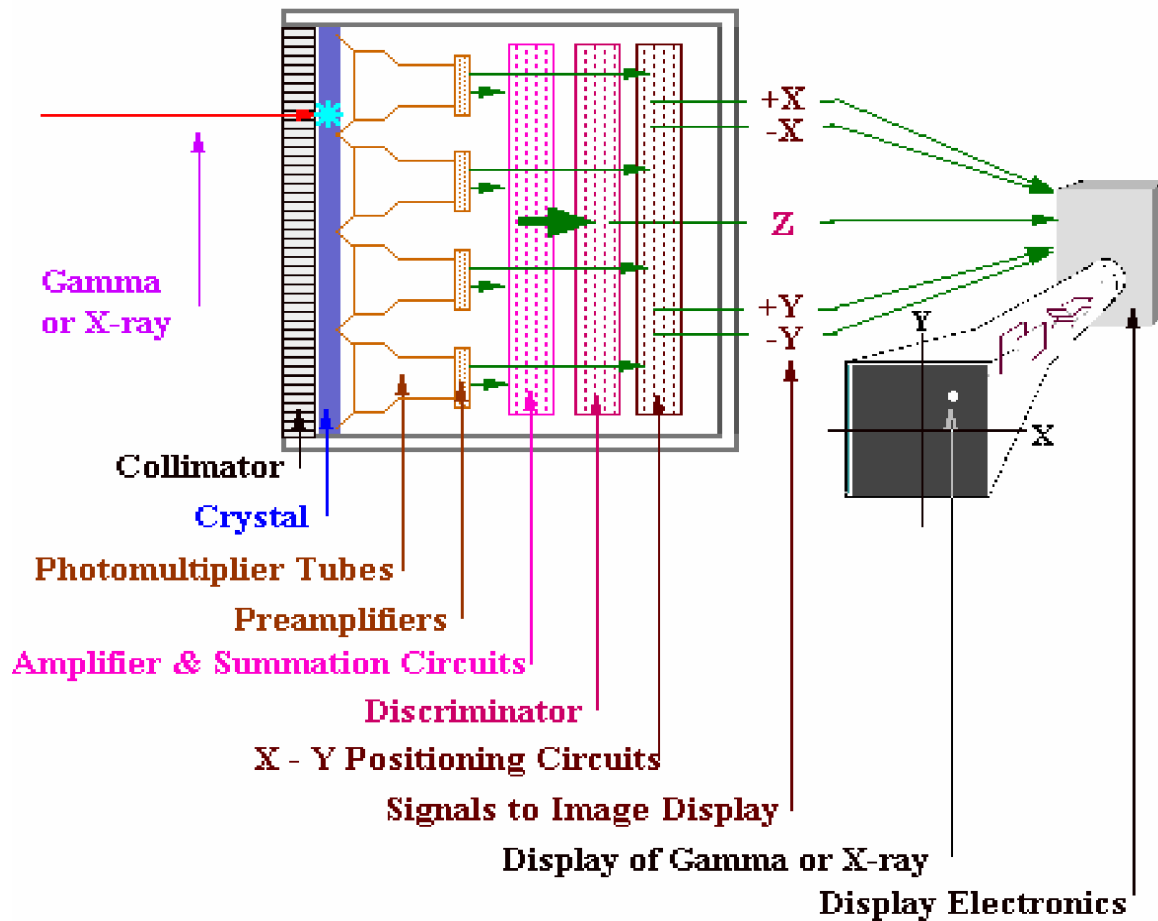 +X
-X
Z
+Y
-Y
Gamma
or X-ray
Y
X
Collimator
Crystal
Photomultiplier Tubes
Preamplifiers
Amplifier & Summation Circuits
Discriminator
X - Y Positioning Circuits
Signals to Image Display
Display of Gamma or X-ray
Display Electronics